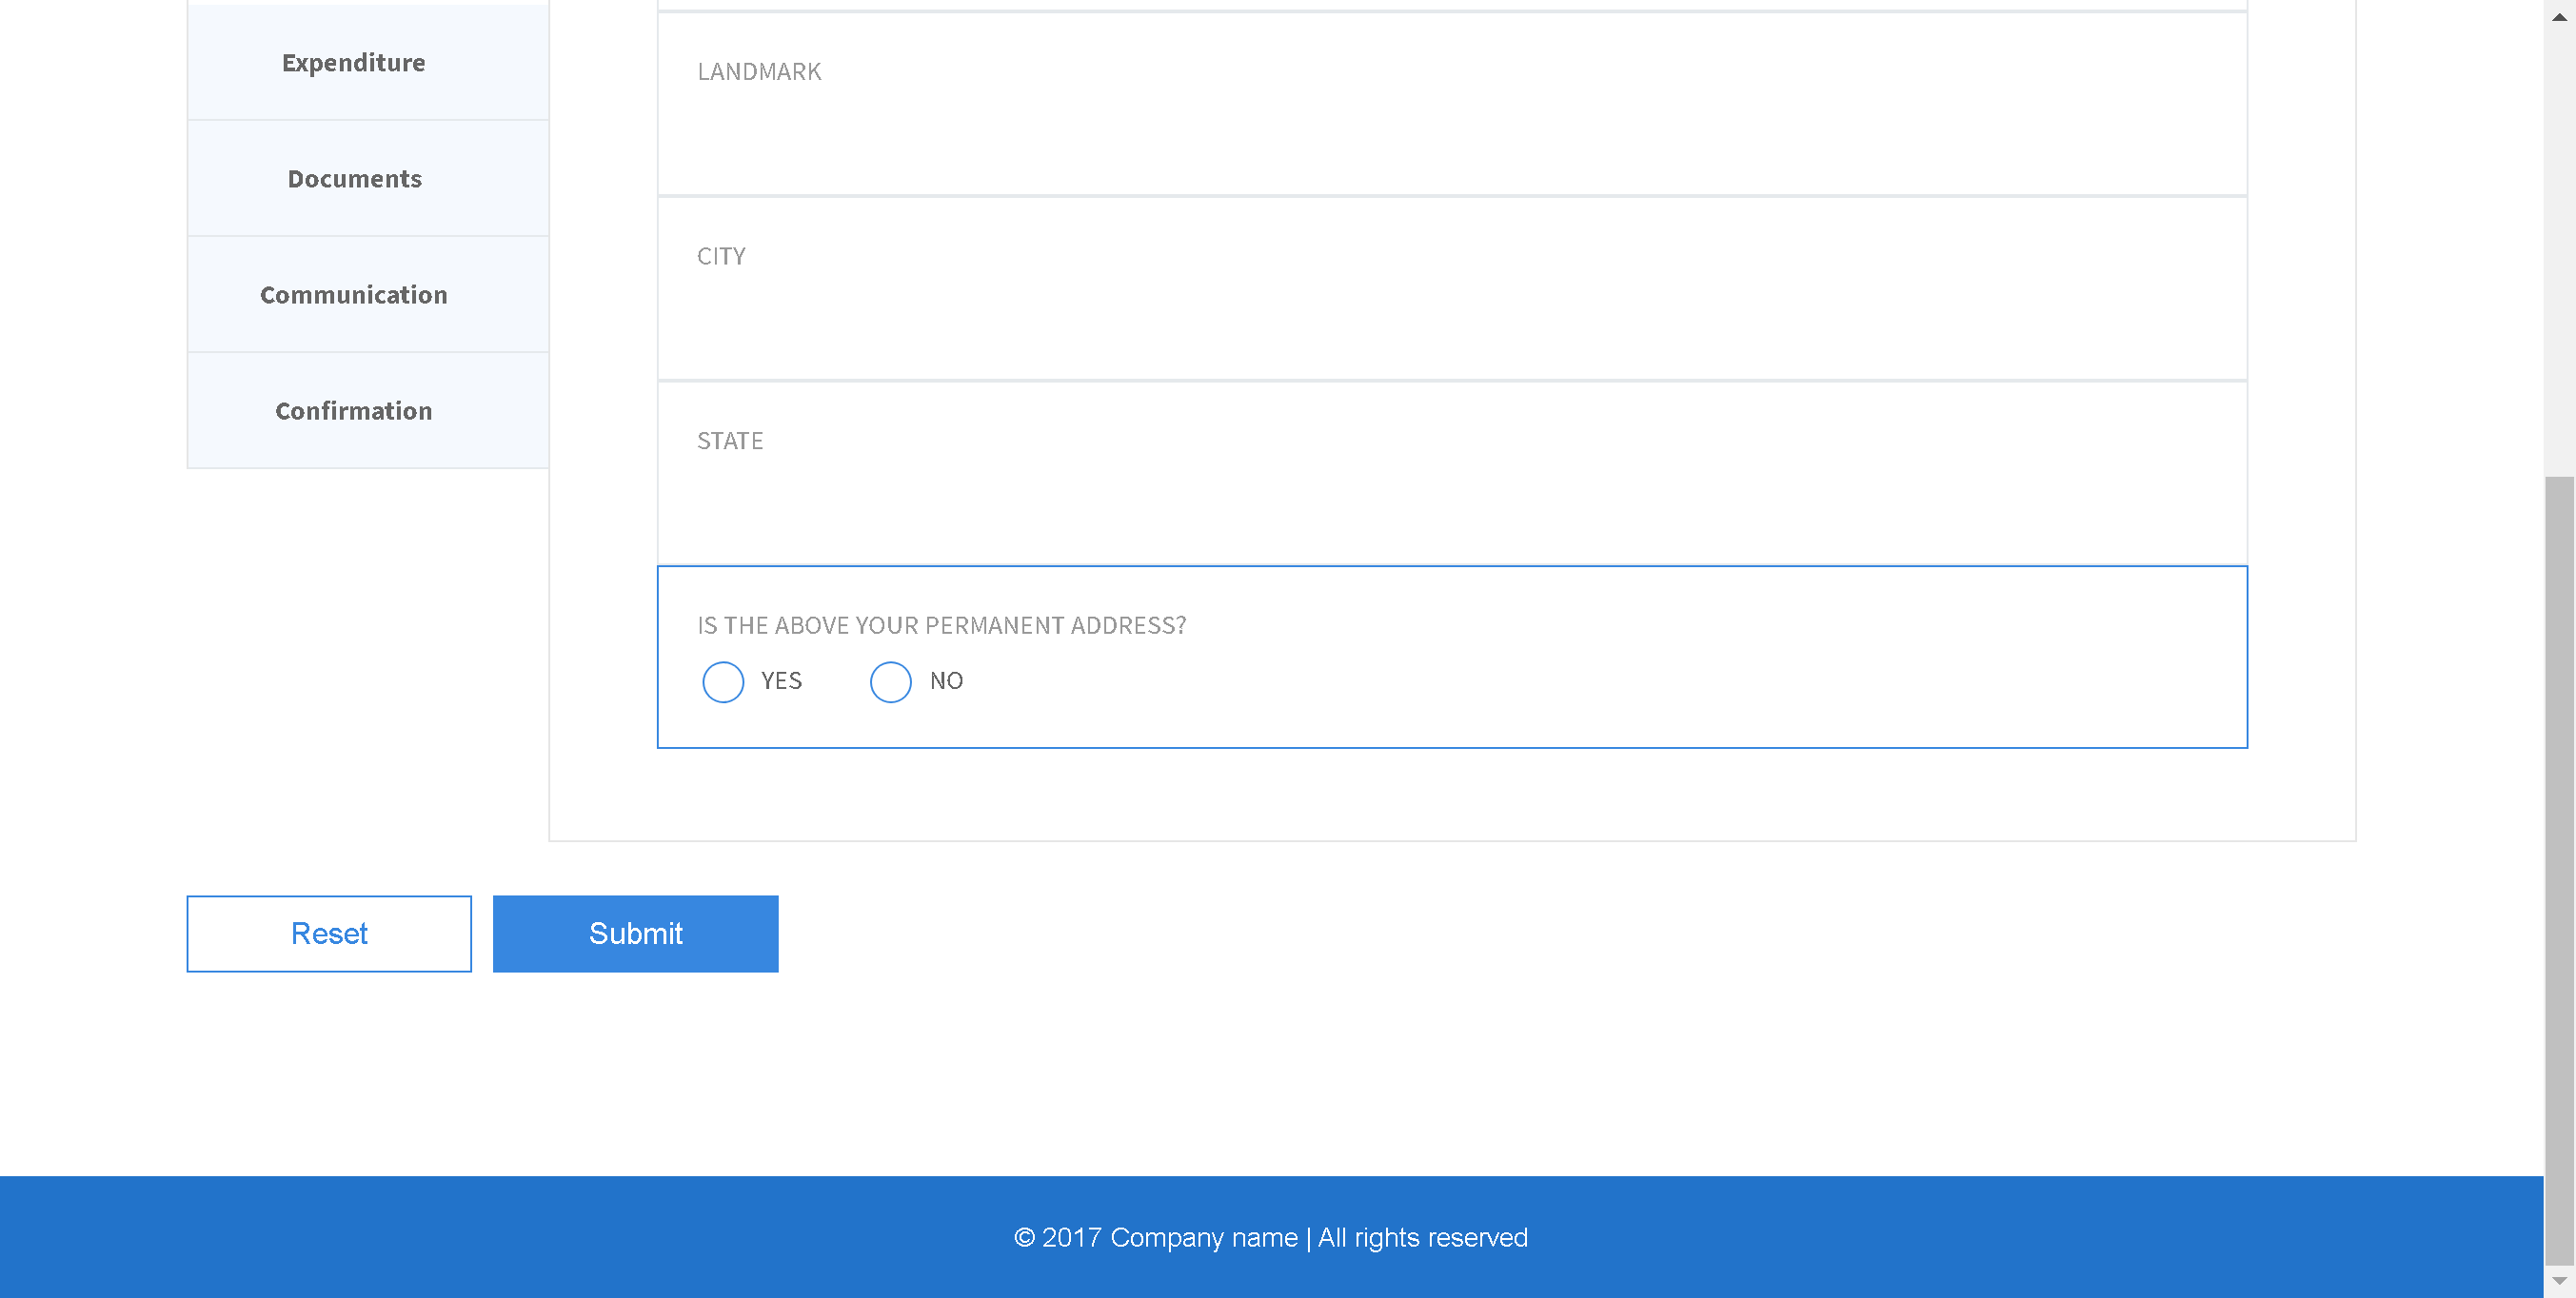 Expenditure
Documents
Communication
Confirmation
LANDMARK
CITY
STATE
IS THE ABOVE YOUR PERMANENT ADDRESS?
YES NO
Reset Submit
© 2017 Company name | All rights reserved